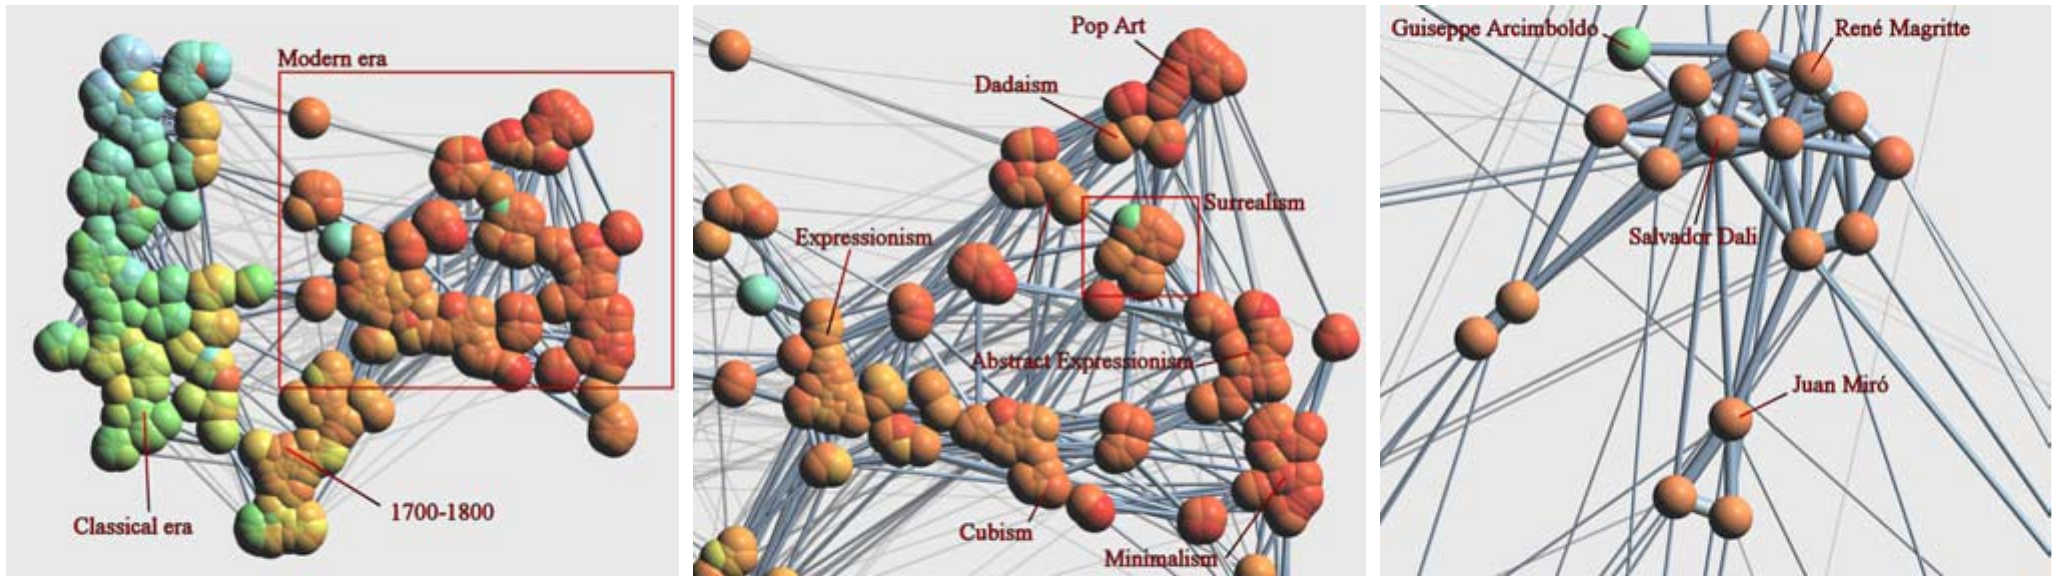 Modern era
Classical era
1700-1800
Pop Art
Dadaism
Surrealism
Expressionism
Abstract Expressionism
Cubism
Minimalism
Guiseppe Arcimboldo
René Magritte
Salvador Dali
Juan Miró